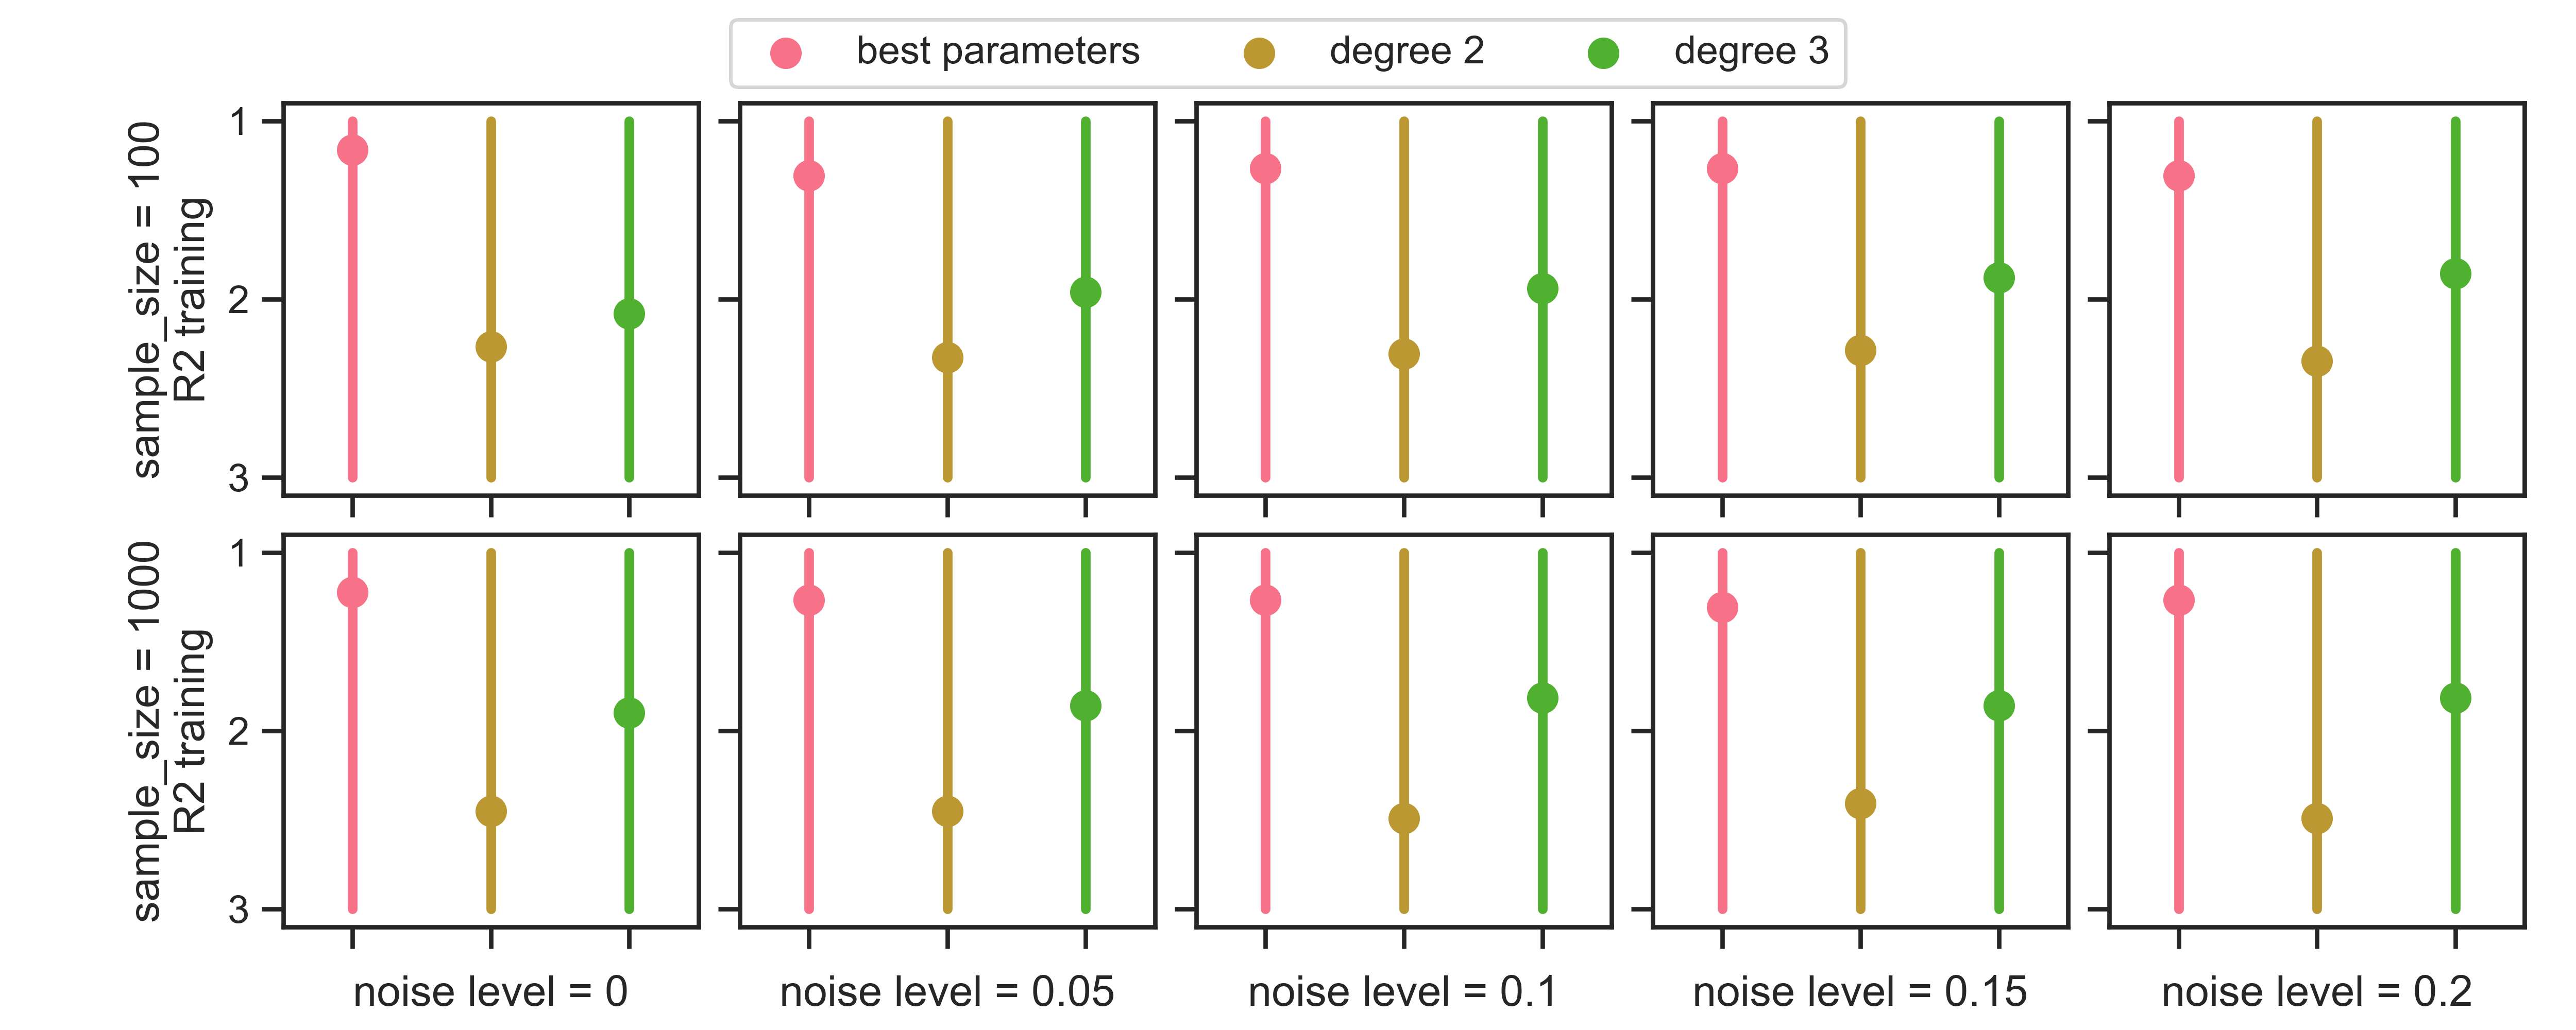 best parameters degree 2 degree 3
sample_size = 100
R2 training
1
2
3
sample_size = 1000
R2 training
1
2
3
noise level = 0 noise level = 0.05 noise level = 0.1 noise level = 0.15 noise level = 0.2